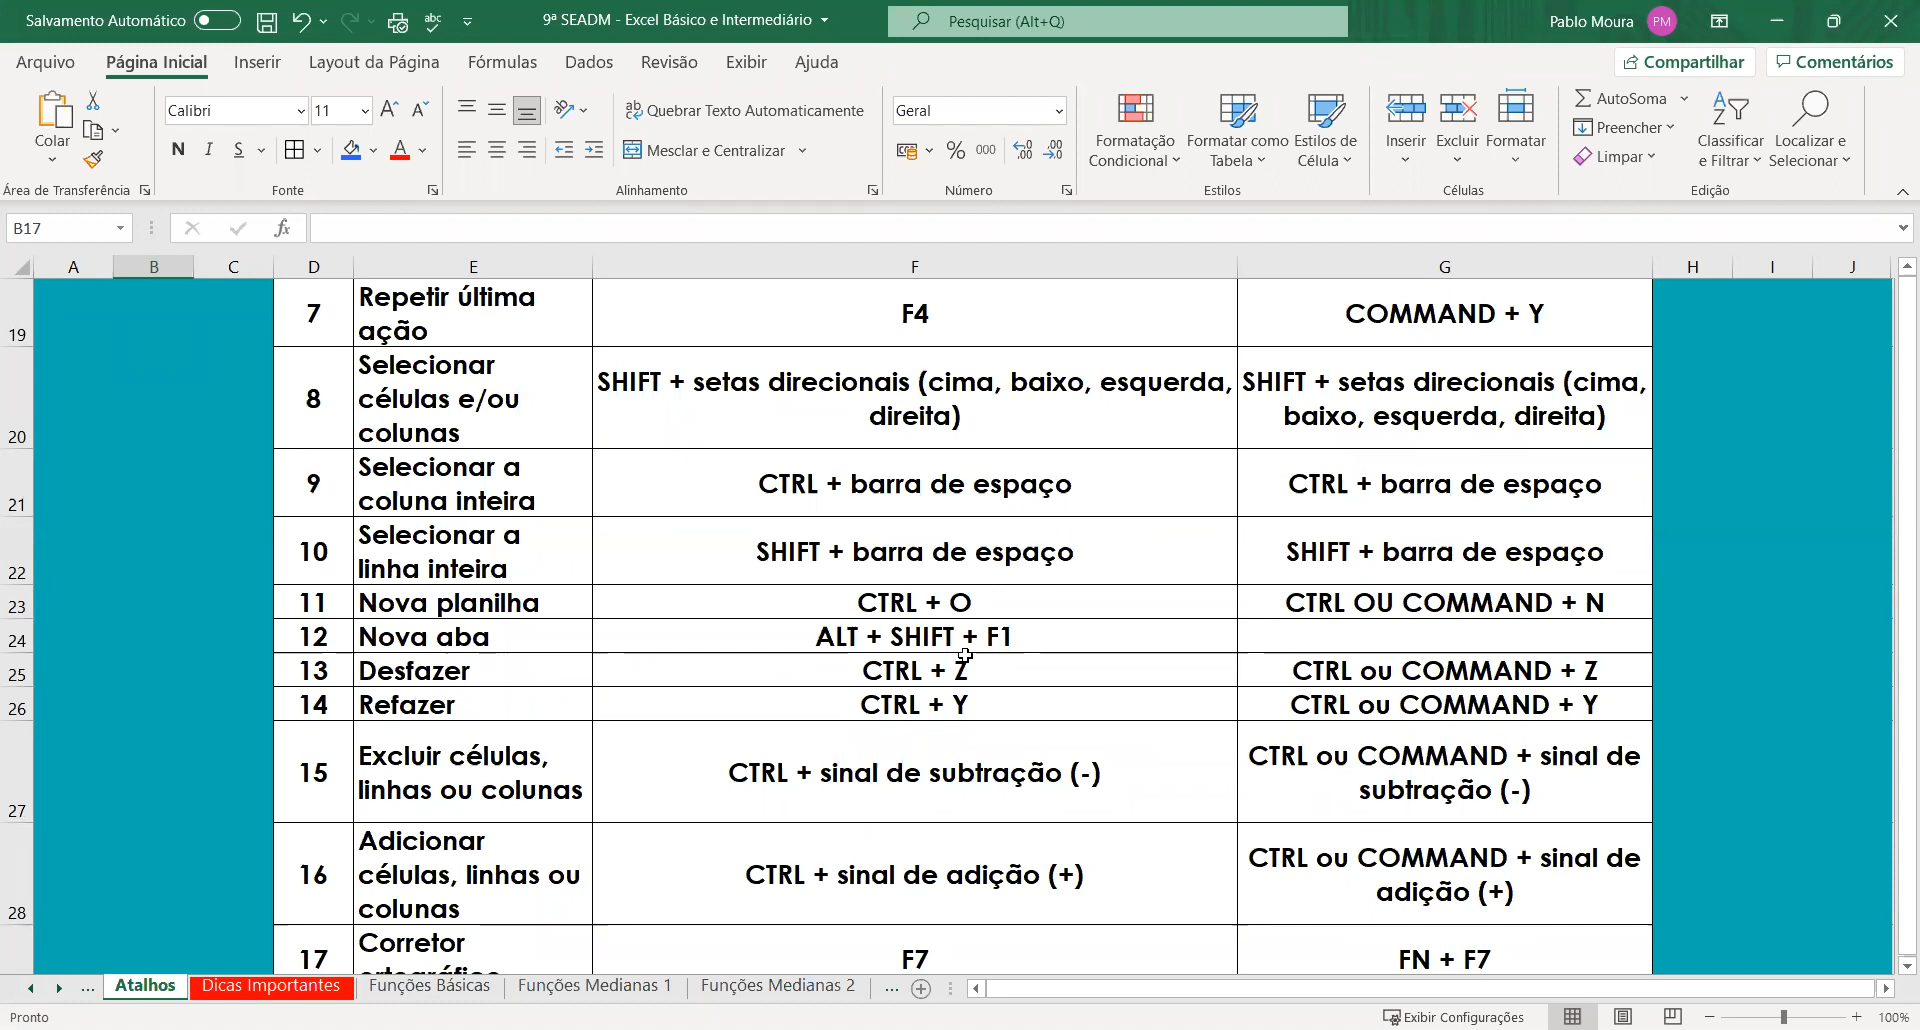 Salvamento Automático
abc
9ª SEADM - Excel Básico e Intermediário
Pesquisar (Alt+Q)
Pablo Moura
PM
Arquivo
Página Inicial
Inserir
Layout da Página
Fórmulas
Dados
Revisão
Exibir
Ajuda
Compartilhar
Comentários
Colar
Calibri
11
N
I
S
Quebrar Texto Automaticamente
Mesclar e Centralizar
Geral
%
000
Formatação Condicional
Formatar como Tabela
Estilos de Célula
Inserir
Excluir
Formatar
AutoSoma
Preencher
Limpar
Classificar e Filtrar
Localizar e Selecionar
Área de Transferência
Fonte
Alinhamento
Número
Estilos
Células
Edição
B17
fx
A B C D E F G H I J
19
7
Repetir última
ação
F4
COMMAND + Y
20
8
Selecionar
células e/ou
colunas
SHIFT + setas direcionais (cima, baixo, esquerda,
direita)
SHIFT + setas direcionais (cima,
baixo, esquerda, direita)
21
9
Selecionar a
coluna inteira
CTRL + barra de espaço
CTRL + barra de espaço
22
10
Selecionar a
linha inteira
SHIFT + barra de espaço
SHIFT + barra de espaço
23
11
Nova planilha
CTRL + O
CTRL OU COMMAND + N
24
12
Nova aba
ALT + SHIFT + F1
25
13
Desfazer
CTRL + Z
CTRL ou COMMAND + Z
26
14
Refazer
CTRL + Y
CTRL ou COMMAND + Y
27
15
Excluir células,
linhas ou colunas
CTRL + sinal de subtração (-)
CTRL ou COMMAND + sinal de
subtração (-)
28
16
Adicionar
células, linhas ou
colunas
CTRL + sinal de adição (+)
CTRL ou COMMAND + sinal de
adição (+)
17
Corretor
ortográfico
F7
FN + F7
...
Atalhos
Dicas Importantes
Funções Básicas
Funções Medianas 1
Funções Medianas 2
...
Pronto
Exibir Configurações
100%